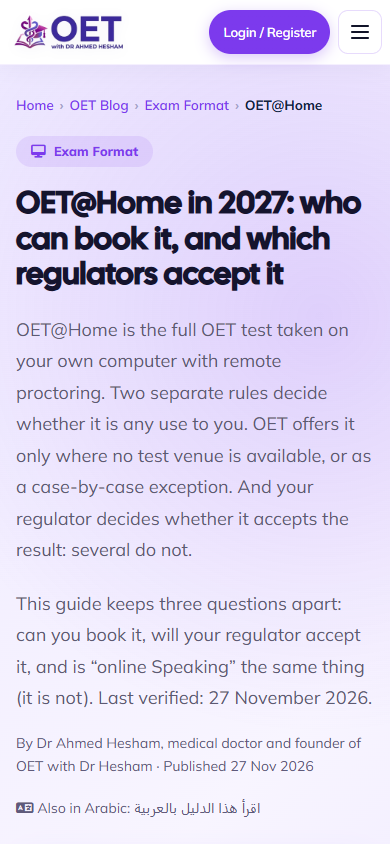 OET
with DR AHMED HESHAM
Login / Register
Home › OET Blog › Exam Format › OET@Home
Exam Format
OET@Home in 2027: who
can book it, and which
regulators accept it
OET@Home is the full OET test taken on
your own computer with remote
proctoring. Two separate rules decide
whether it is any use to you. OET offers it
only where no test venue is available, or as
a case-by-case exception. And your
regulator decides whether it accepts the
result: several do not.
This guide keeps three questions apart:
can you book it, will your regulator accept
it, and is “online Speaking” the same thing
(it is not). Last verified: 27 November 2026.
By Dr Ahmed Hesham, medical doctor and founder of
OET with Dr Hesham · Published 27 Nov 2026
Also in Arabic: اقرأ هذا الدليل بالعربية